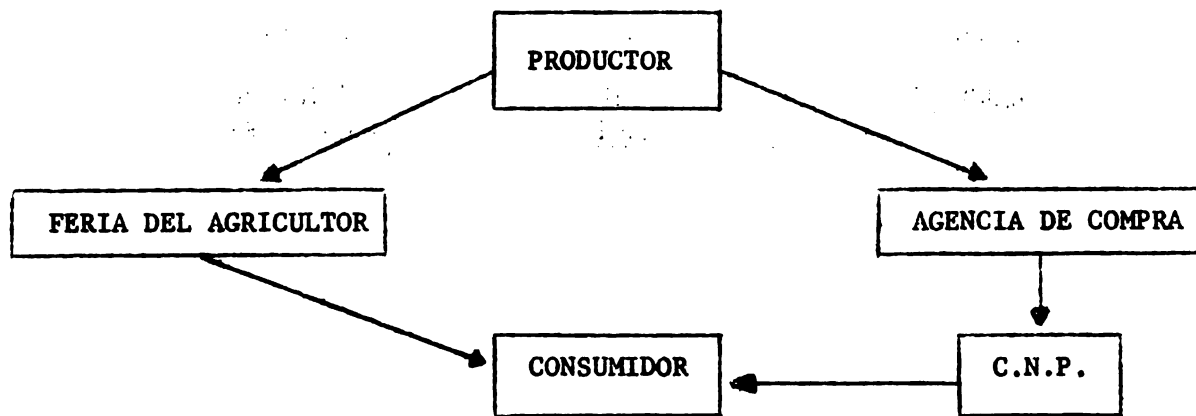 PRODUCTOR
FERIA DEL AGRICULTOR
AGENCIA DE COMPRA
CONSUMIDOR
C.N.P.